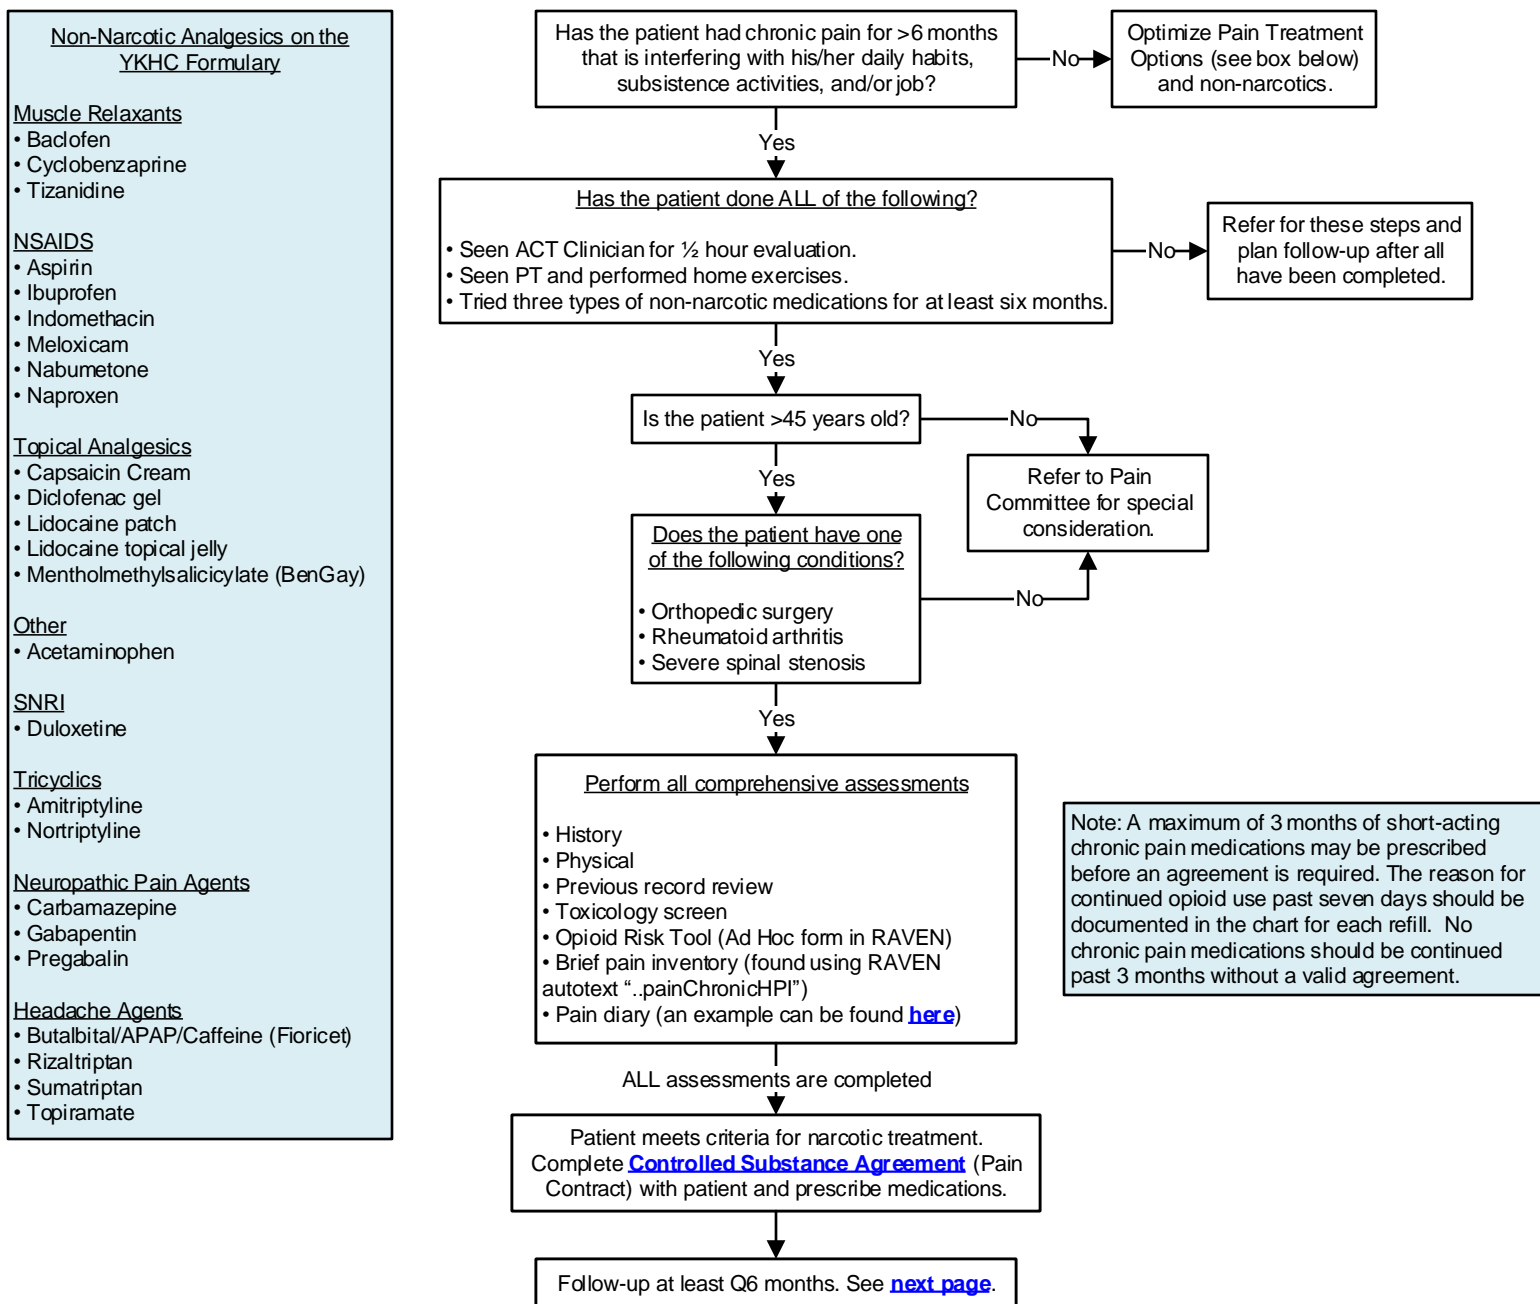 Non-Narcotic Analgesics on the
YKHC Formulary
Muscle Relaxants
• Baclofen
• Cyclobenzaprine
• Tizanidine
NSAIDS
• Aspirin
• Ibuprofen
• Indomethacin
• Meloxicam
• Nabumetone
• Naproxen
Topical Analgesics
• Capsaicin Cream
• Diclofenac gel
• Lidocaine patch
• Lidocaine topical jelly
• Mentholmethylsalicicylate (BenGay)
Other
• Acetaminophen
SNRI
• Duloxetine
Tricyclics
• Amitriptyline
• Nortriptyline
Neuropathic Pain Agents
• Carbamazepine
• Gabapentin
• Pregabalin
Headache Agents
• Butalbital/APAP/Caffeine (Fioricet)
• Rizaltriptan
• Sumatriptan
• Topiramate
Has the patient had chronic pain for >6 months
that is interfering with his/her daily habits,
subsistence activities, and/or job?
No
Optimize Pain Treatment
Options (see box below)
and non-narcotics.
Yes
Has the patient done ALL of the following?
• Seen ACT Clinician for ½ hour evaluation.
• Seen PT and performed home exercises.
• Tried three types of non-narcotic medications for at least six months.
No
Refer for these steps and
plan follow-up after all
have been completed.
Yes
Is the patient >45 years old?
No
Yes
Refer to Pain
Committee for special
consideration.
Does the patient have one
of the following conditions?
• Orthopedic surgery
• Rheumatoid arthritis
• Severe spinal stenosis
No
Yes
Perform all comprehensive assessments
• History
• Physical
• Previous record review
• Toxicology screen
• Opioid Risk Tool (Ad Hoc form in RAVEN)
• Brief pain inventory (found using RAVEN
autotext “..painChronicHPI”)
• Pain diary (an example can be found here)
Note: A maximum of 3 months of short-acting
chronic pain medications may be prescribed
before an agreement is required. The reason for
continued opioid use past seven days should be
documented in the chart for each refill. No
chronic pain medications should be continued
past 3 months without a valid agreement.
ALL assessments are completed
Patient meets criteria for narcotic treatment.
Complete Controlled Substance Agreement (Pain
Contract) with patient and prescribe medications.
Follow-up at least Q6 months. See next page.